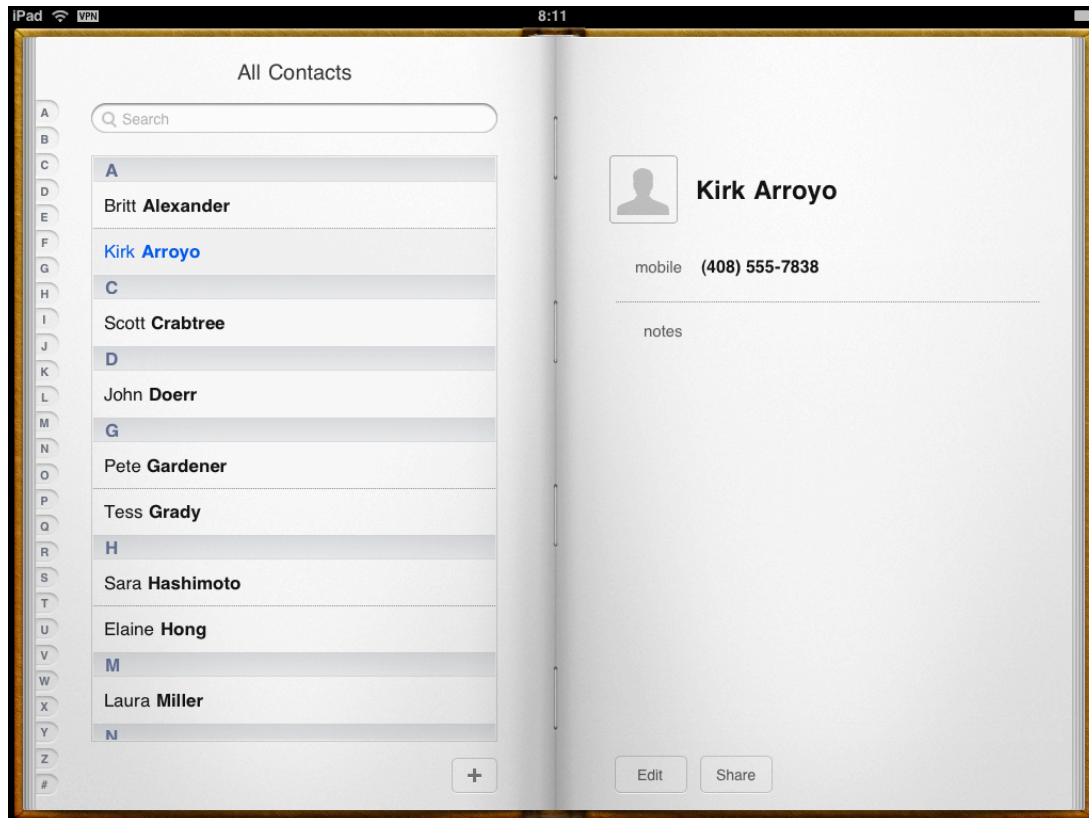 iPad VPN 8:11
All Contacts
Search
A
B
C
D
E
F
G
H
I
J
K
L
M
N
O
P
Q
R
S
T
U
V
W
X
Y
Z
#
A
Britt Alexander
Kirk Arroyo
C
Scott Crabtree
D
John Doerr
G
Pete Gardener
Tess Grady
H
Sara Hashimoto
Elaine Hong
M
Laura Miller
N
+
Kirk Arroyo
mobile (408) 555-7838
notes
Edit Share